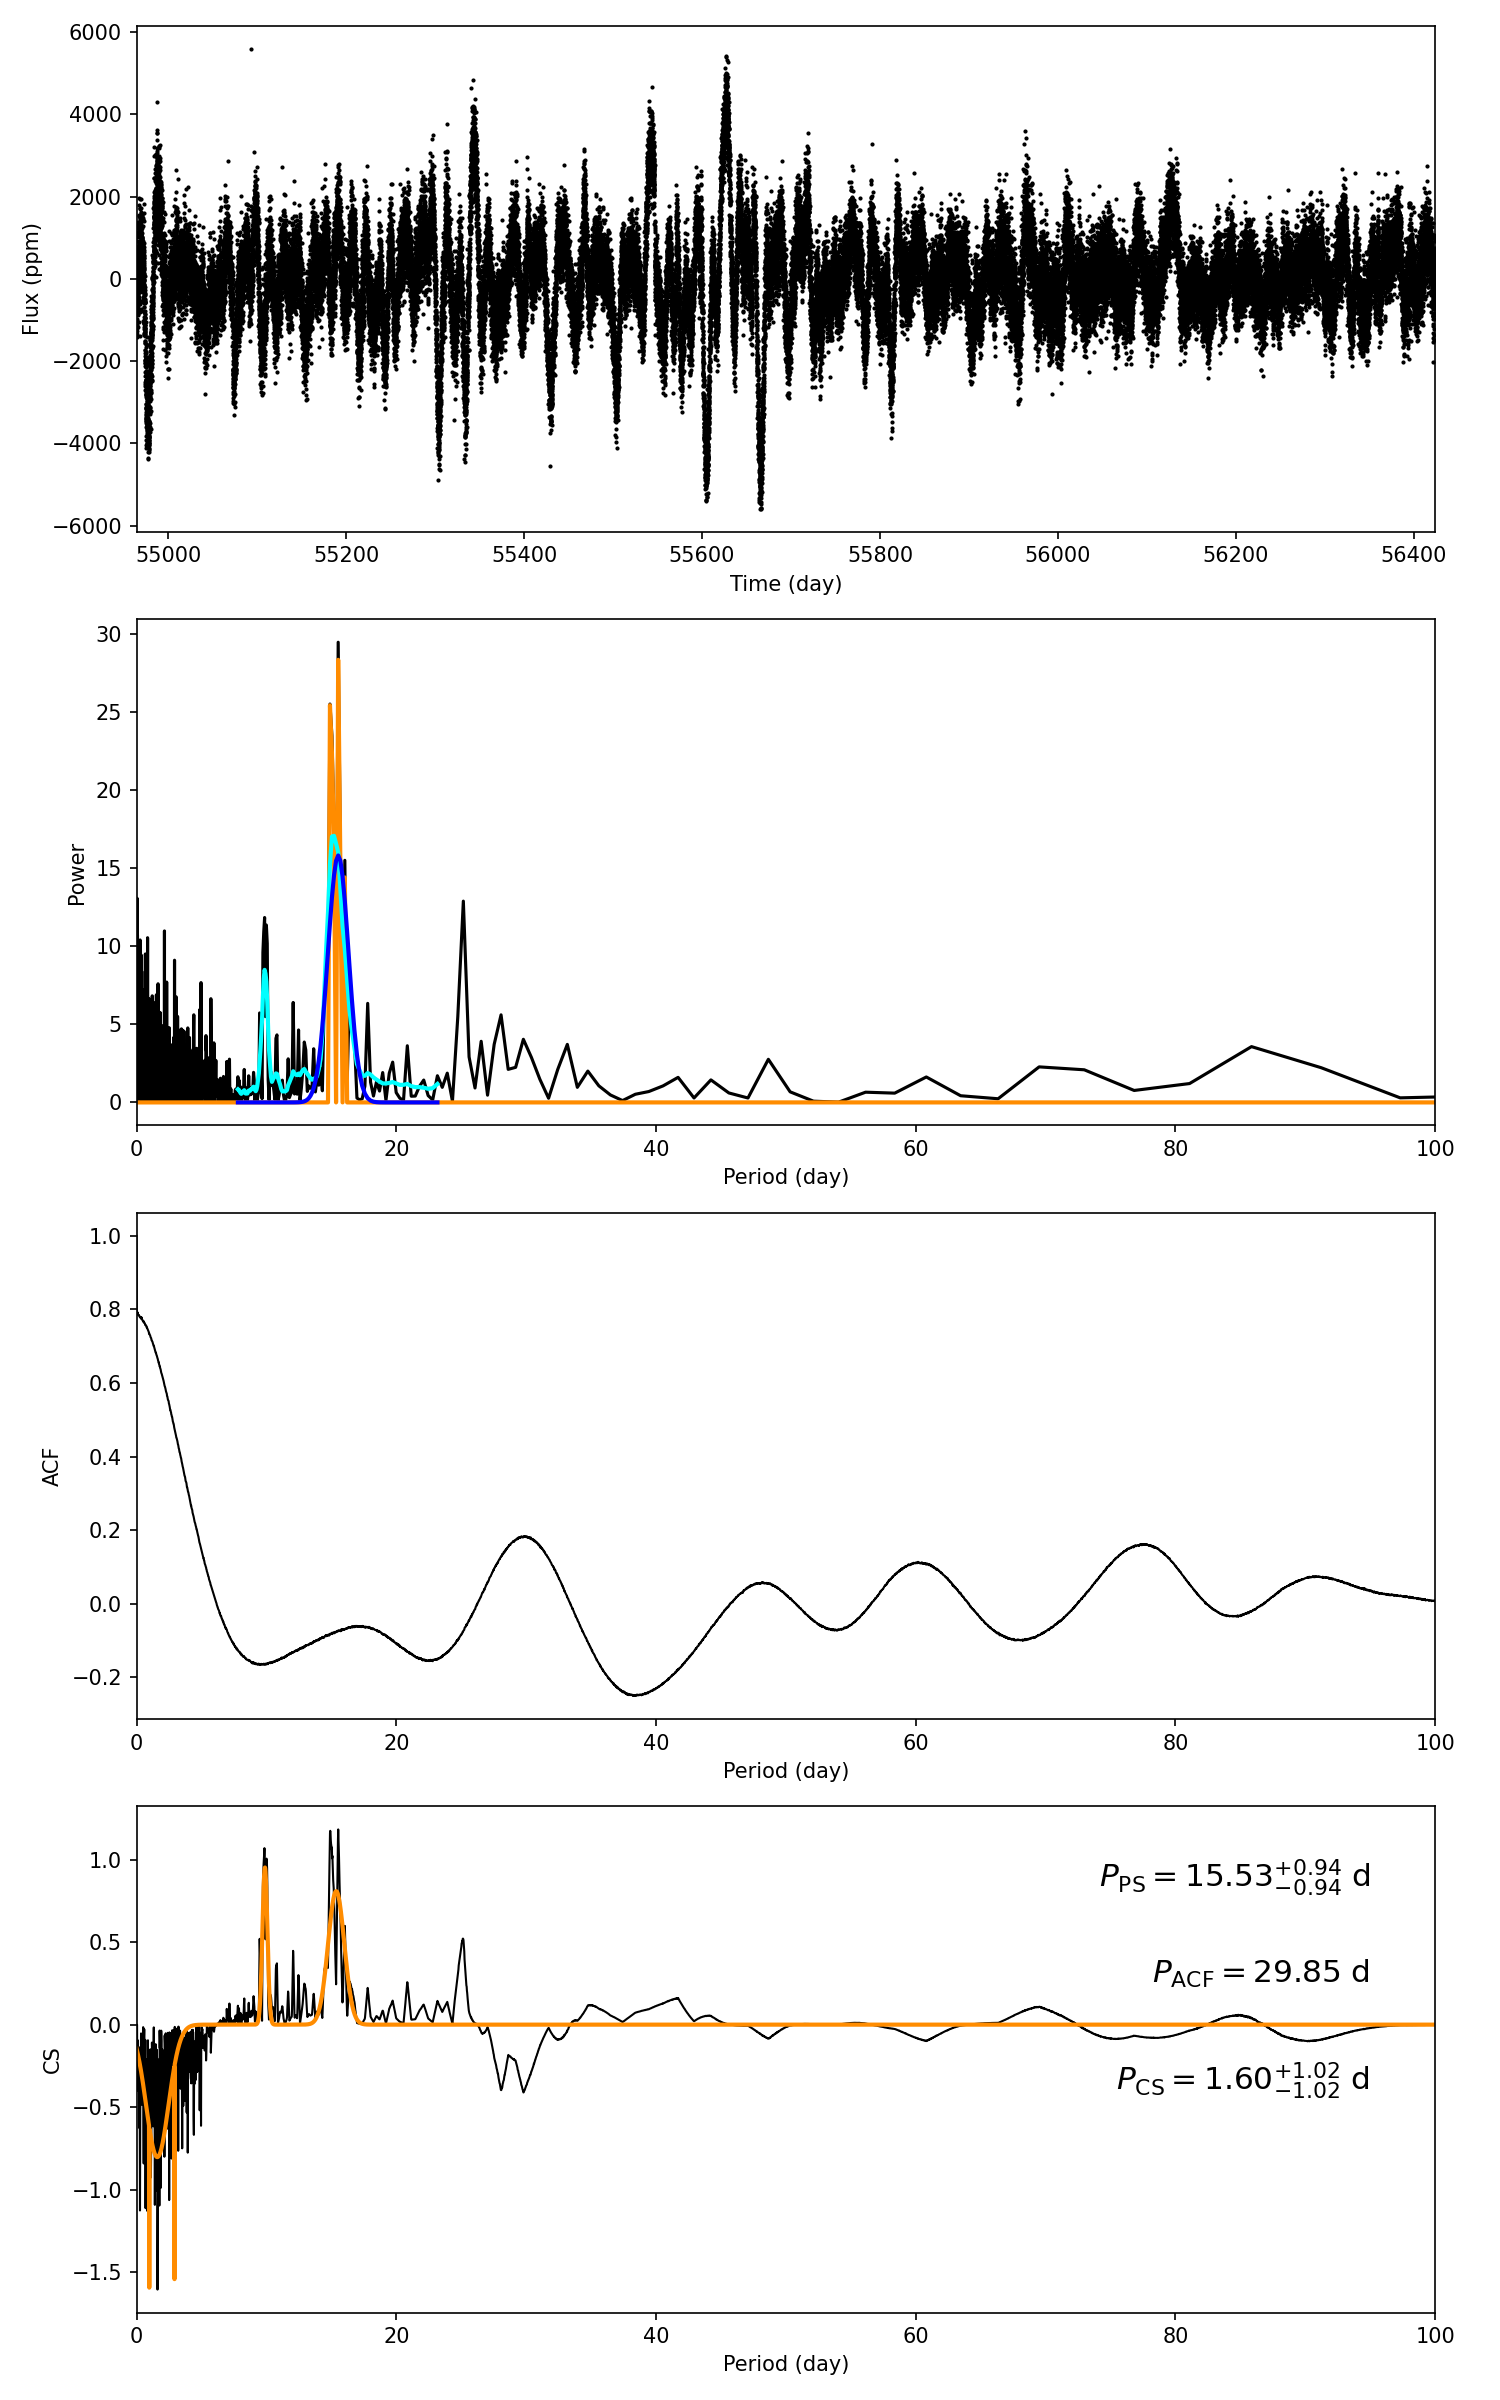 6000
4000
2000
0
−2000
−4000
−6000
Flux (ppm)
55000 55200 55400 55600 55800 56000 56200 56400
Time (day)
30
25
20
15
10
5
0
Power
0 20 40 60 80 100
Period (day)
1.0
0.8
0.6
0.4
0.2
0.0
−0.2
ACF
0 20 40 60 80 100
Period (day)
1.0
0.5
0.0
−0.5
−1.0
−1.5
CS
P_PS = 15.53^{+0.94}_{−0.94} d
P_ACF = 29.85 d
P_CS = 1.60^{+1.02}_{−1.02} d
0 20 40 60 80 100
Period (day)